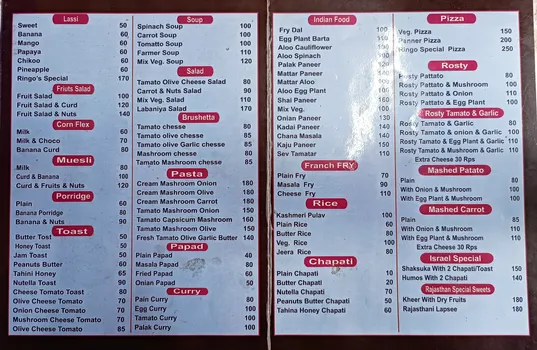 Lassi
Sweet 50
Banana 60
Mango 60
Papaya 60
Chikoo 60
Pineapple 60
Ringo's Special 170
Friuts Salad
Fruit Salad 100
Fruit Salad & Curd 120
Fruit Salad & Nuts 140
Corn Flex
Milk 60
Milk & Choco 70
Banana Curd 80
Muesli
Milk 80
Curd & Banana 100
Curd & Fruits & Nuts 120
Porridge
Plain 60
Banana Porridge 80
Banana & Nuts 90
Toast
Butter Tost 50
Honey Toast 50
Jam Toast 50
Peanuts Butter 60
Tahini Honey 65
Nutella Toast 90
Cheese Tomato Toast 80
Olive Cheese Tomato 70
Onion Cheese Tomato 70
Mushroom Cheese Tomato 70
Olive Cheese Tomato 85
Soup
Spinach Soup 100
Carrot Soup 100
Tomatto Soup 100
Farmer Soup 110
Mix Veg. Soup 120
Salad
Tamato Olive Cheese Salad 80
Carrot & Nuts Salad 90
Mix Veg. Salad 110
Labaniya Salad 170
Brushetta
Tamato chesse 80
Tamato olive chesse 85
Tamato olive Garlic chesse 85
Mashroom chesse 80
Tamato Mashroom chesse 85
Pasta
Cream Mashroom Onion 180
Cream Mashroom Olive 180
Cream Mashroom Carrot 180
Tamato Mashroom Onion 150
Tamato Capsicum Mashroom 160
Tamato Mashroom Olive 150
Fresh Tamato Olive Garlic Butter 140
Papad
Plain Papad 40
Masala Papad 80
Fried Papad 60
Onian Papad 50
Curry
Pain Curry 80
Egg Curry 100
Tamato Curry 100
Palak Curry 100
Indian Food
Fry Dal 100
Egg Plant Barta 110
Aloo Cauliflower 100
Aloo Spinach 100
Palak Paneer 120
Mattar Paneer 140
Mattar Aloo 100
Aloo Egg Plant 100
Shai Paneer 160
Mix Veg. 100
Onian Paneer 130
Kadai Paneer 140
Chana Masala 140
Kaju Paneer 150
Sev Tamatar
Franch FRY
Plain Fry 70
Masala Fry 90
Cheese Fry 110
Rice
Kashmeri Pulav 100
Plain Rice 60
Butter Rice 80
Veg. Rice 100
Jeera Rice 80
Chapati
Plain Chapati 10
Butter Chapati 20
Nutella Chapati 70
Peanuts Butter Chapati 50
Tahina Honey Chapati 60
Pizza
Veg. Pizza 150
Panner Pizza 200
Ringo Special Pizza 250
Rosty
Rosty Pattato 80
Rosty Pattato & Mushroom 100
Rosty Pattato & Onion 110
Rosty Pattato & Egg Plant 100
Rosty Tamato & Garlic
Rosty Tamato & Garlic 80
Rosty Tamato & onion & Garlic 100
Rosty Tamato & Egg Plant & Garlic 110
Rosty Tamato & Mushroom & Garlic 110
Extra Cheese 30 Rps
Mashed Patato
Plain 80
With Onion & Mushroom 100
With Egg Plant & Mushroom 100
Mashed Carrot
Plain 85
With Onion & Mushroom 110
With Egg Plant & Mushroom 110
Extra Cheese 30 Rps
Israel Special
Shaksuka With 2 Chapati/Toast 150
Humos With 2 Chapati 140
Rajasthan Special Sweets
Kheer With Dry Fruits 180
Rajasthani Lapsee 180